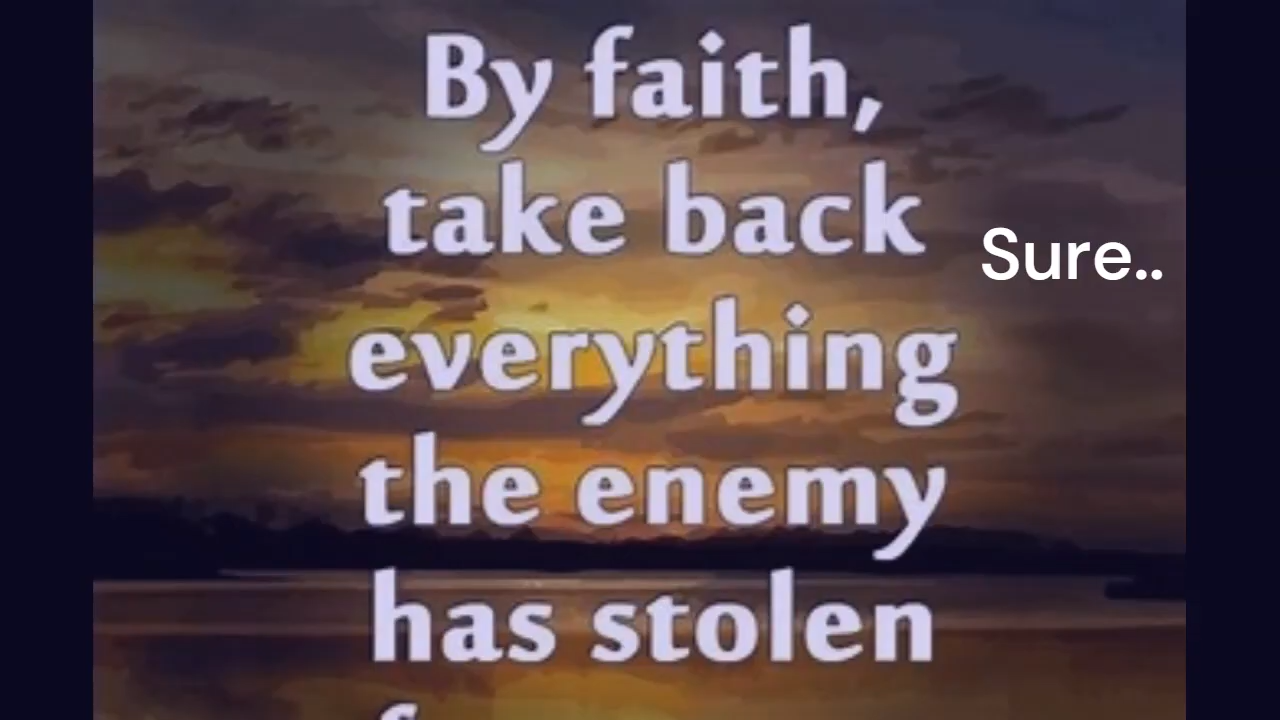 By faith,
take back
Sure..
everything
the enemy
has stolen